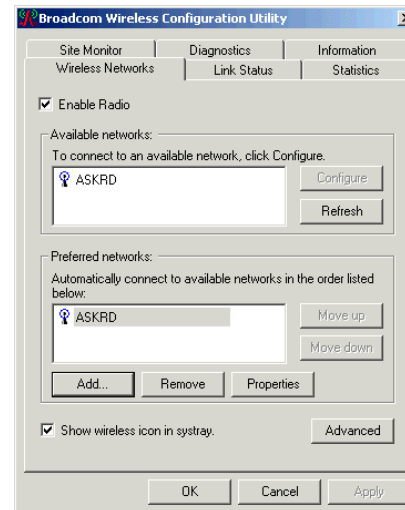 Broadcom Wireless Configuration Utility
Site Monitor Diagnostics Information
Wireless Networks Link Status Statistics
Enable Radio
Available networks:
To connect to an available network, click Configure.
ASKRD
Configure
Refresh
Preferred networks:
Automatically connect to available networks in the order listed
below:
ASKRD
Move up
Move down
Add... Remove Properties
Show wireless icon in systray.
Advanced
OK Cancel Apply